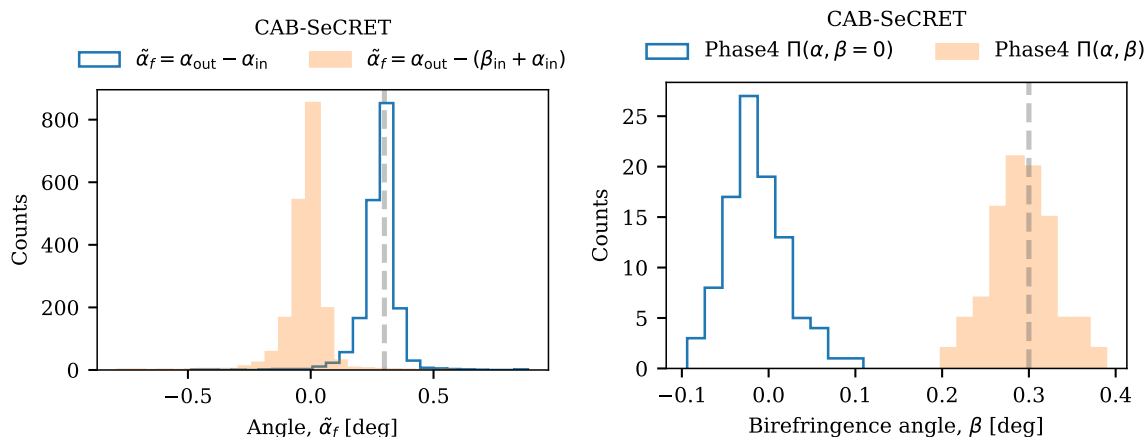 CAB-SeCRET
α̃_f = α_out − α_in
α̃_f = α_out − (β_in + α_in)
Counts
800
600
400
200
0
−0.5
0.0
0.5
Angle, α̃_f [deg]
CAB-SeCRET
Phase4 Π(α, β = 0)
Phase4 Π(α, β)
Counts
25
20
15
10
5
0
−0.1
0.0
0.1
0.2
0.3
0.4
Birefringence angle, β [deg]